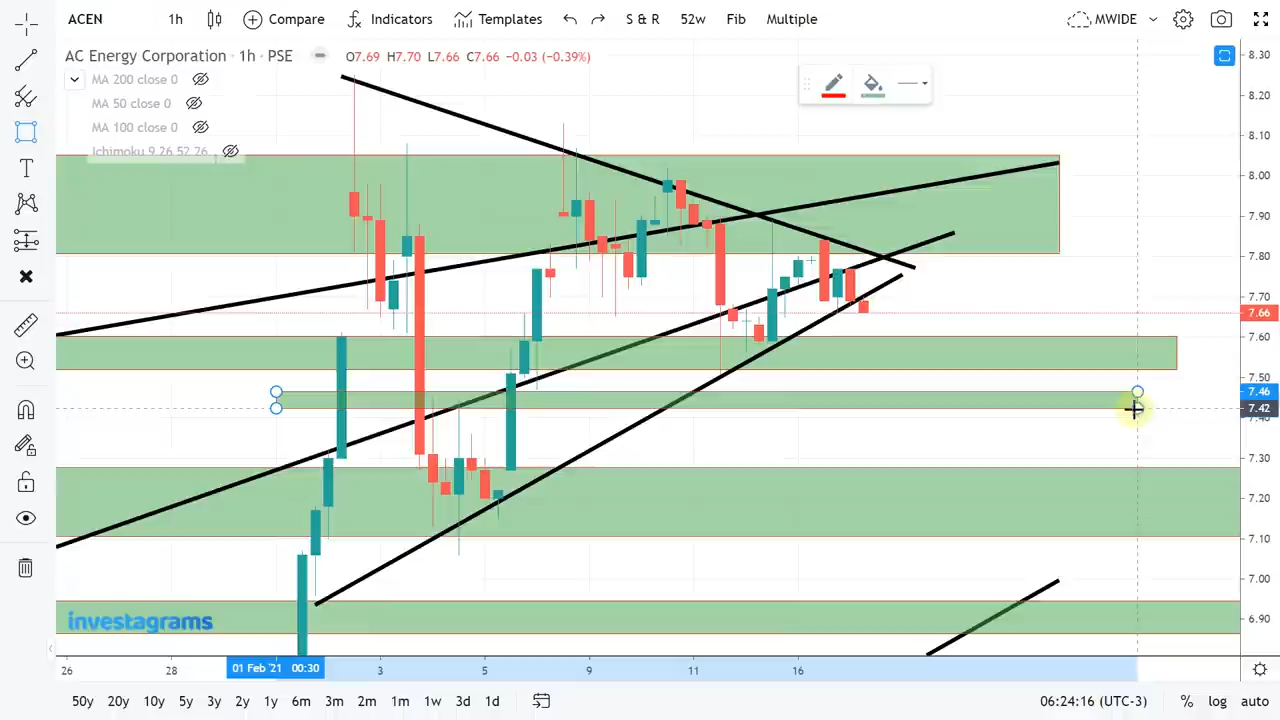 ACEN 1h Compare Indicators Templates S & R 52w Fib Multiple MWIDE
AC Energy Corporation · 1h · PSE O7.69 H7.70 L7.66 C7.66 −0.03 (−0.39%)
MA 200 close 0
MA 50 close 0
MA 100 close 0
Ichimoku 9 26 52 26
8.30
8.20
8.10
8.00
7.90
7.80
7.70
7.66
7.60
7.50
7.46
7.42
7.40
7.30
7.20
7.10
7.00
6.90
investagrams
26 28 01 Feb '21 00:30 3 5 9 11 16
50y 20y 10y 5y 3y 2y 1y 6m 3m 2m 1m 1w 3d 1d 06:24:16 (UTC-3) % log auto